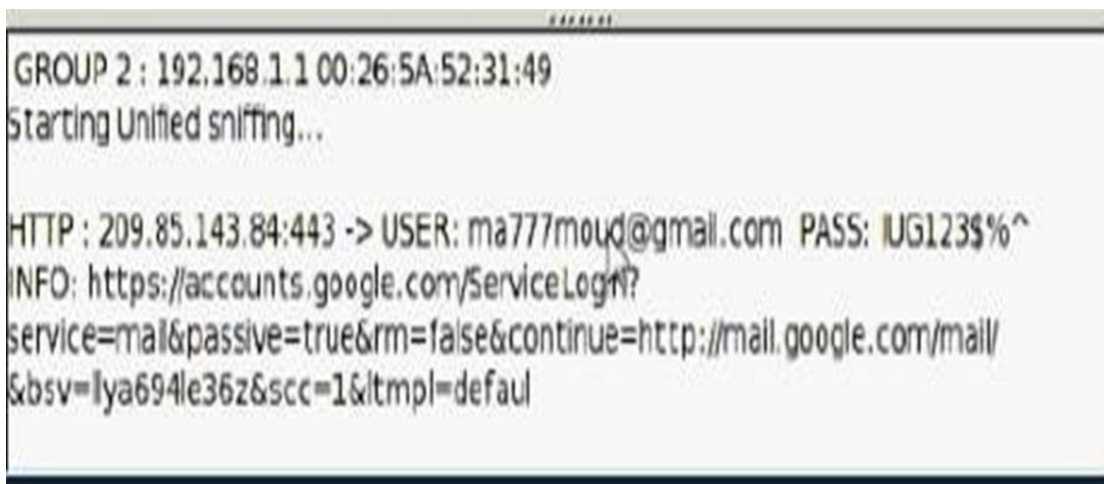 GROUP 2 : 192.168.1.1 00:26:5A:52:31:49
Starting Unified sniffing...
HTTP : 209.85.143.84:443 -> USER: ma777moud@gmail.com PASS: IUG123$%^
INFO: https://accounts.google.com/ServiceLogin?
service=mail&passive=true&rm=false&continue=http://mail.google.com/mail/
&bsv=llya694le36z&scc=1&ltmpl=defaul